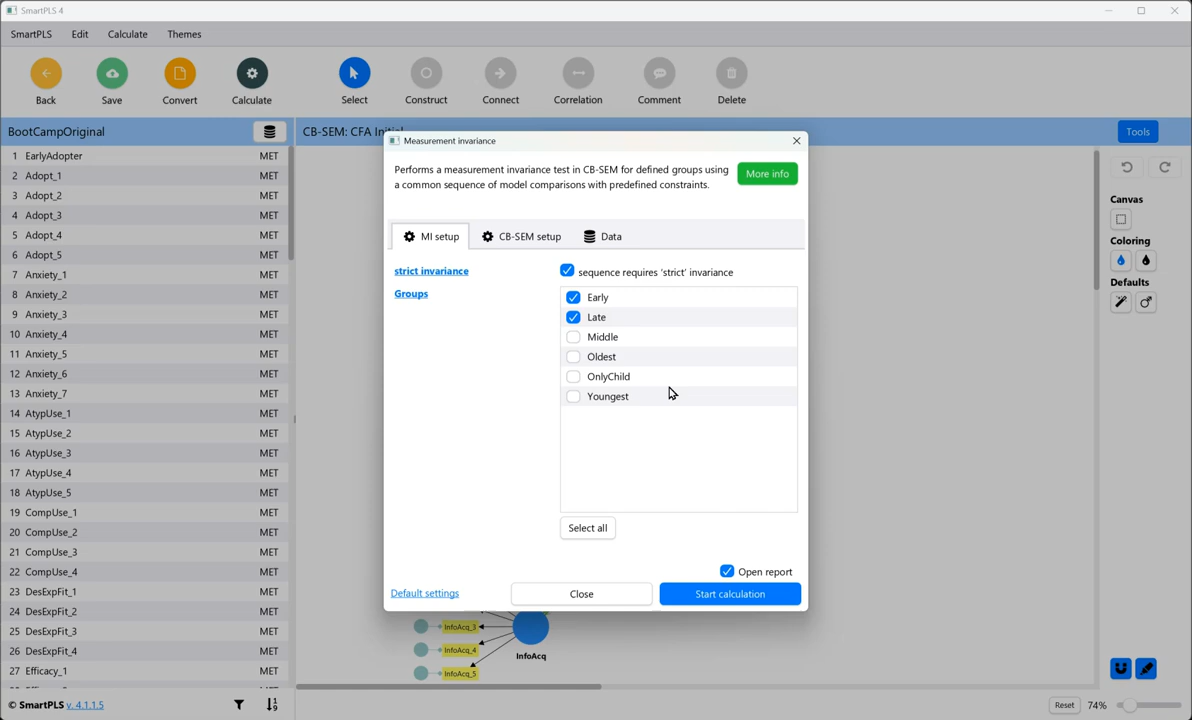 SmartPLS 4
SmartPLS Edit Calculate Themes
Back Save Convert Calculate Select Construct Connect Correlation Comment Delete
BootCampOriginal
CB-SEM: CFA Initial
Tools
1 EarlyAdopter MET
2 Adopt_1 MET
3 Adopt_2 MET
4 Adopt_3 MET
5 Adopt_4 MET
6 Adopt_5 MET
7 Anxiety_1 MET
8 Anxiety_2 MET
9 Anxiety_3 MET
10 Anxiety_4 MET
11 Anxiety_5 MET
12 Anxiety_6 MET
13 Anxiety_7 MET
14 AtypUse_1 MET
15 AtypUse_2 MET
16 AtypUse_3 MET
17 AtypUse_4 MET
18 AtypUse_5 MET
19 CompUse_1 MET
20 CompUse_2 MET
21 CompUse_3 MET
22 CompUse_4 MET
23 DesExpFit_1 MET
24 DesExpFit_2 MET
25 DesExpFit_3 MET
26 DesExpFit_4 MET
27 Efficacy_1 MET
© SmartPLS v. 4.1.1.5
Measurement invariance
Performs a measurement invariance test in CB-SEM for defined groups using
a common sequence of model comparisons with predefined constraints.
More info
MI setup CB-SEM setup Data
strict invariance
sequence requires 'strict' invariance
Groups
Early
Late
Middle
Oldest
OnlyChild
Youngest
Select all
Open report
Default settings Close Start calculation
InfoAcq_3
InfoAcq_4
InfoAcq_5
InfoAcq
Canvas
Coloring
Defaults
Reset 74%